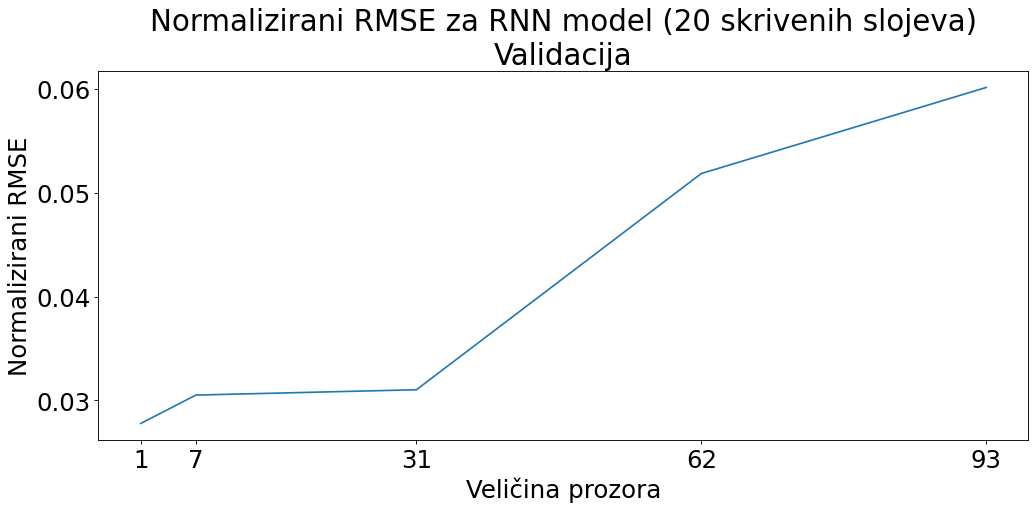 Normalizirani RMSE za RNN model (20 skrivenih slojeva)
Validacija
Normalizirani RMSE
0.06
0.05
0.04
0.03
1 7 31 62 93
Veličina prozora